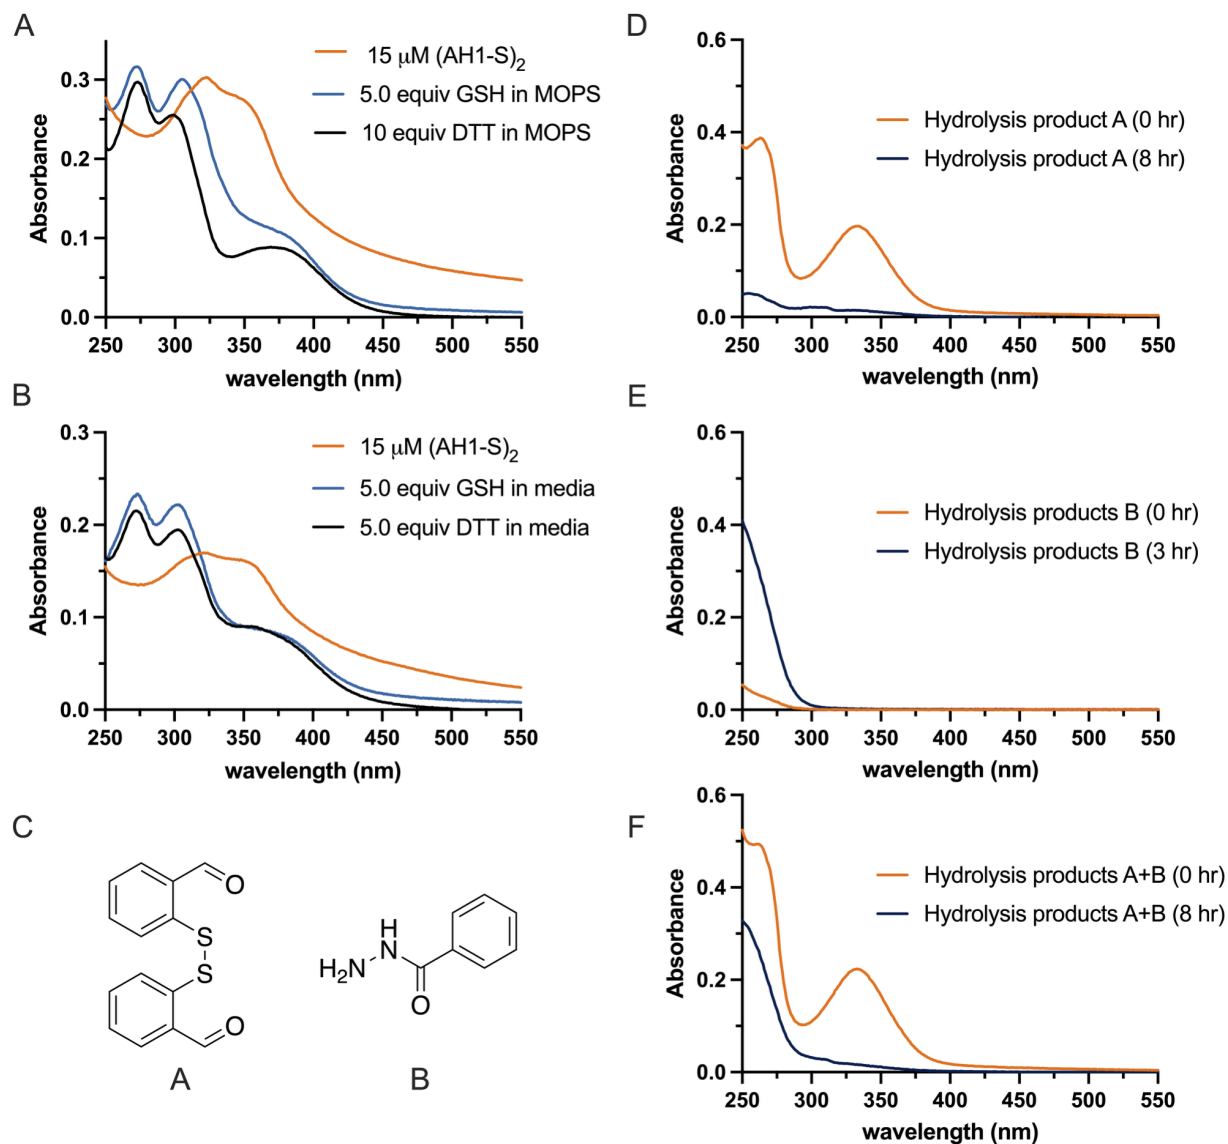 A
0.3
0.2
0.1
0.0
Absorbance
250 300 350 400 450 500 550
wavelength (nm)
15 μM (AH1-S)₂
5.0 equiv GSH in MOPS
10 equiv DTT in MOPS
B
0.3
0.2
0.1
0.0
Absorbance
250 300 350 400 450 500 550
wavelength (nm)
15 μM (AH1-S)₂
5.0 equiv GSH in media
5.0 equiv DTT in media
C
O
S
S
O
A
H
N
H₂N
O
B
D
0.6
0.4
0.2
0.0
Absorbance
250 300 350 400 450 500 550
wavelength (nm)
Hydrolysis product A (0 hr)
Hydrolysis product A (8 hr)
E
0.6
0.4
0.2
0.0
Absorbance
250 300 350 400 450 500 550
wavelength (nm)
Hydrolysis products B (0 hr)
Hydrolysis products B (3 hr)
F
0.6
0.4
0.2
0.0
Absorbance
250 300 350 400 450 500 550
wavelength (nm)
Hydrolysis products A+B (0 hr)
Hydrolysis products A+B (8 hr)